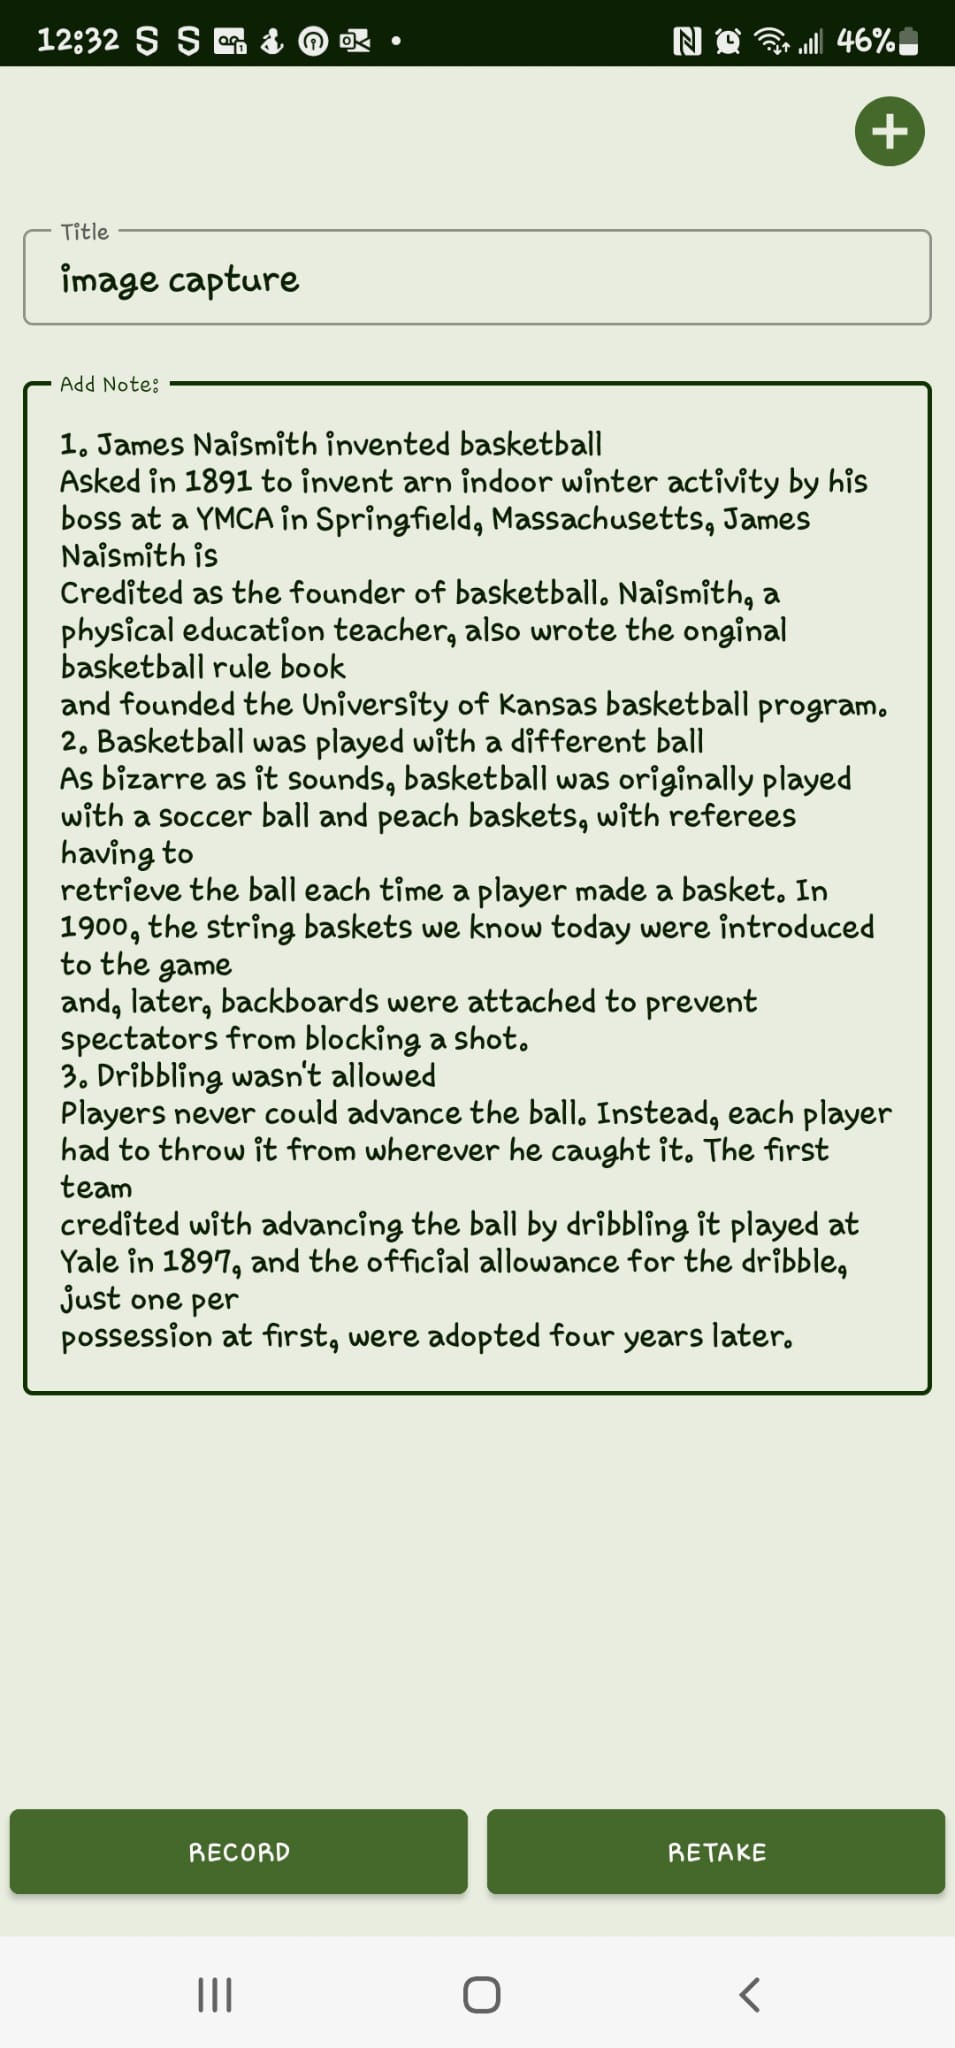 12:32
46%
Title
image capture
Add Note:
1. James Naismith invented basketball
Asked in 1891 to invent arn indoor winter activity by his
boss at a YMCA in Springfield, Massachusetts, James
Naismith is
Credited as the founder of basketball. Naismith, a
physical education teacher, also wrote the onginal
basketball rule book
and founded the University of Kansas basketball program.
2. Basketball was played with a different ball
As bizarre as it sounds, basketball was originally played
with a soccer ball and peach baskets, with referees
having to
retrieve the ball each time a player made a basket. In
1900, the string baskets we know today were introduced
to the game
and, later, backboards were attached to prevent
spectators from blocking a shot.
3. Dribbling wasn't allowed
Players never could advance the ball. Instead, each player
had to throw it from wherever he caught it. The first
team
credited with advancing the ball by dribbling it played at
Yale in 1897, and the official allowance for the dribble,
just one per
possession at first, were adopted four years later.
RECORD
RETAKE